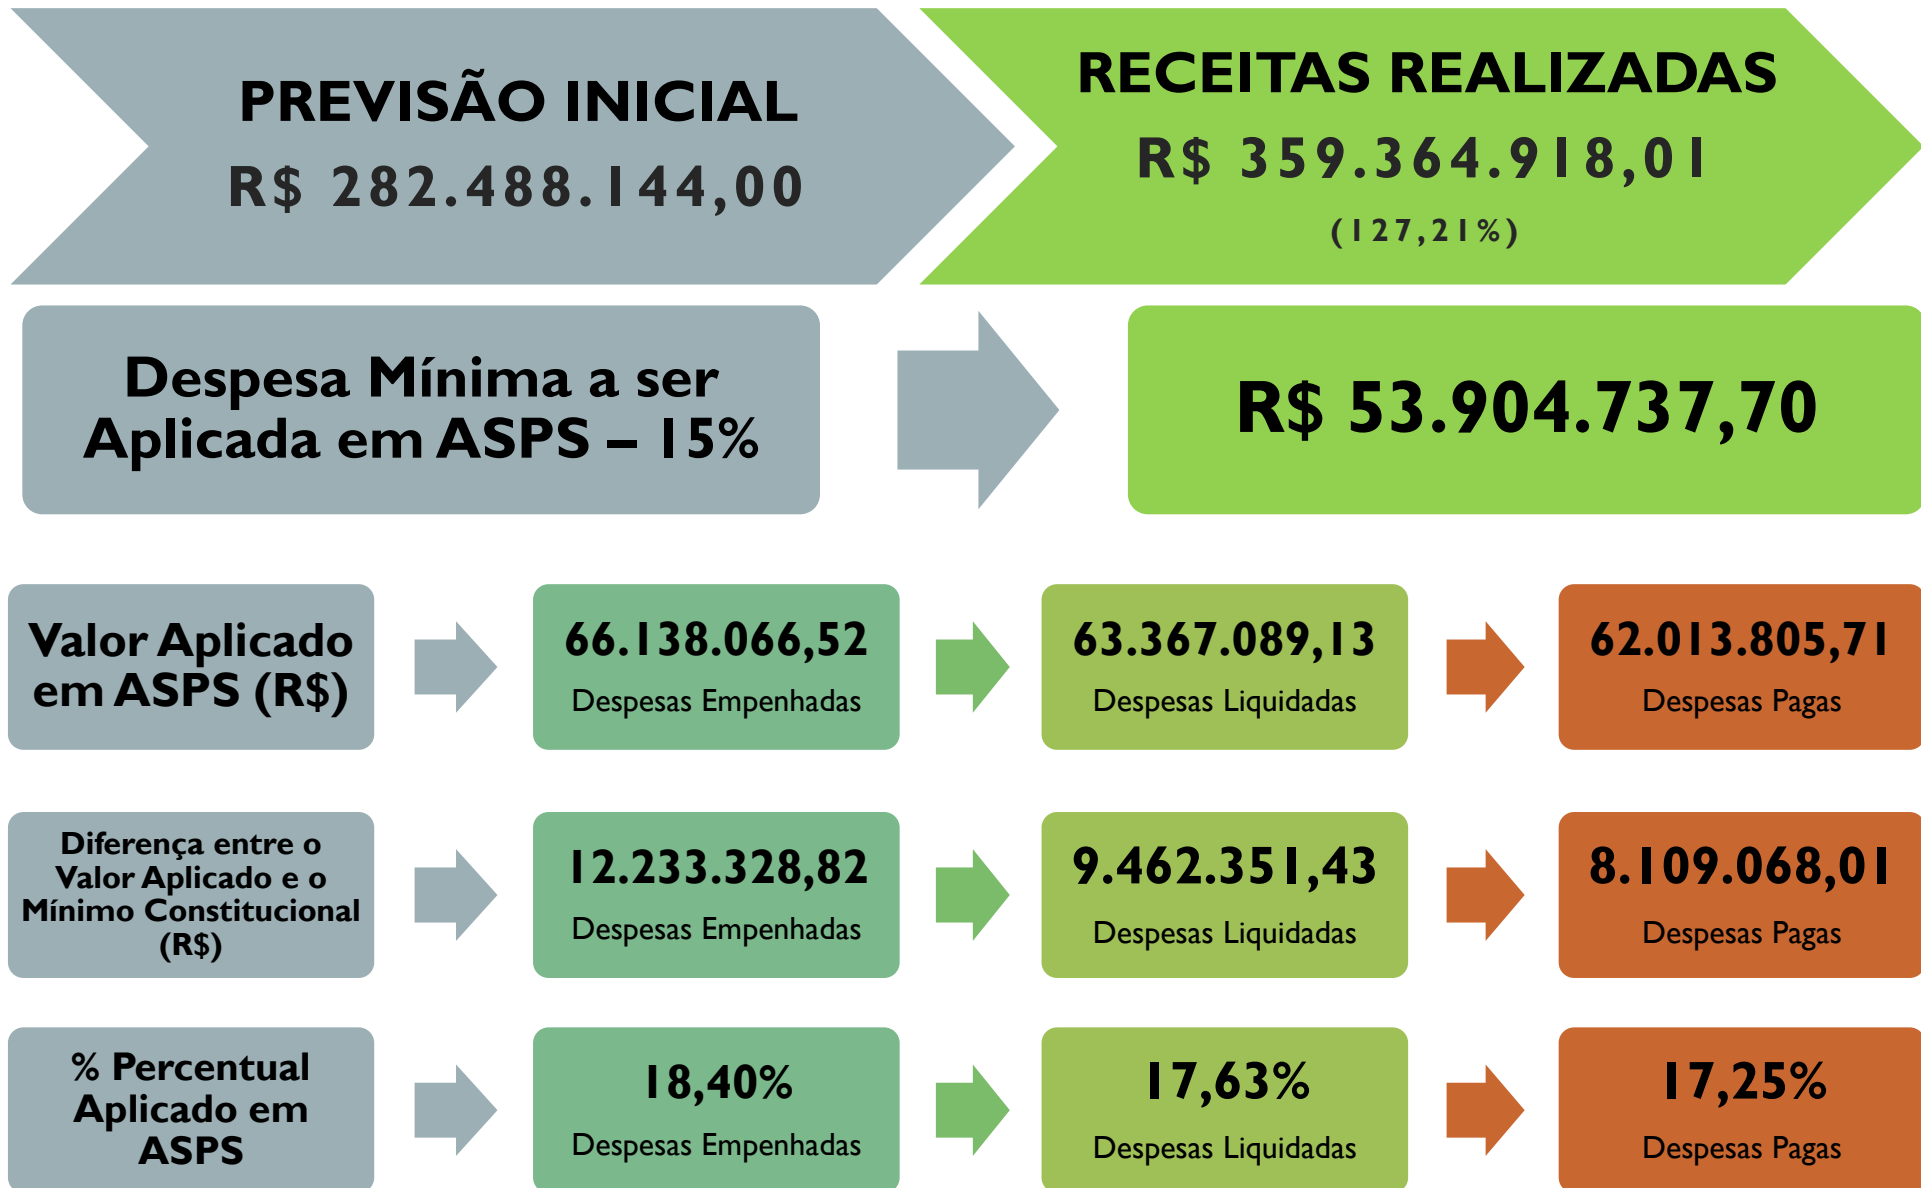 PREVISÃO INICIAL
R$ 282.488.144,00
RECEITAS REALIZADAS
R$ 359.364.918,01
(127,21%)
Despesa Mínima a ser
Aplicada em ASPS – 15%
R$ 53.904.737,70
Valor Aplicado
em ASPS (R$)
66.138.066,52
Despesas Empenhadas
63.367.089,13
Despesas Liquidadas
62.013.805,71
Despesas Pagas
Diferença entre o
Valor Aplicado e o
Mínimo Constitucional
(R$)
12.233.328,82
Despesas Empenhadas
9.462.351,43
Despesas Liquidadas
8.109.068,01
Despesas Pagas
% Percentual
Aplicado em
ASPS
18,40%
Despesas Empenhadas
17,63%
Despesas Liquidadas
17,25%
Despesas Pagas